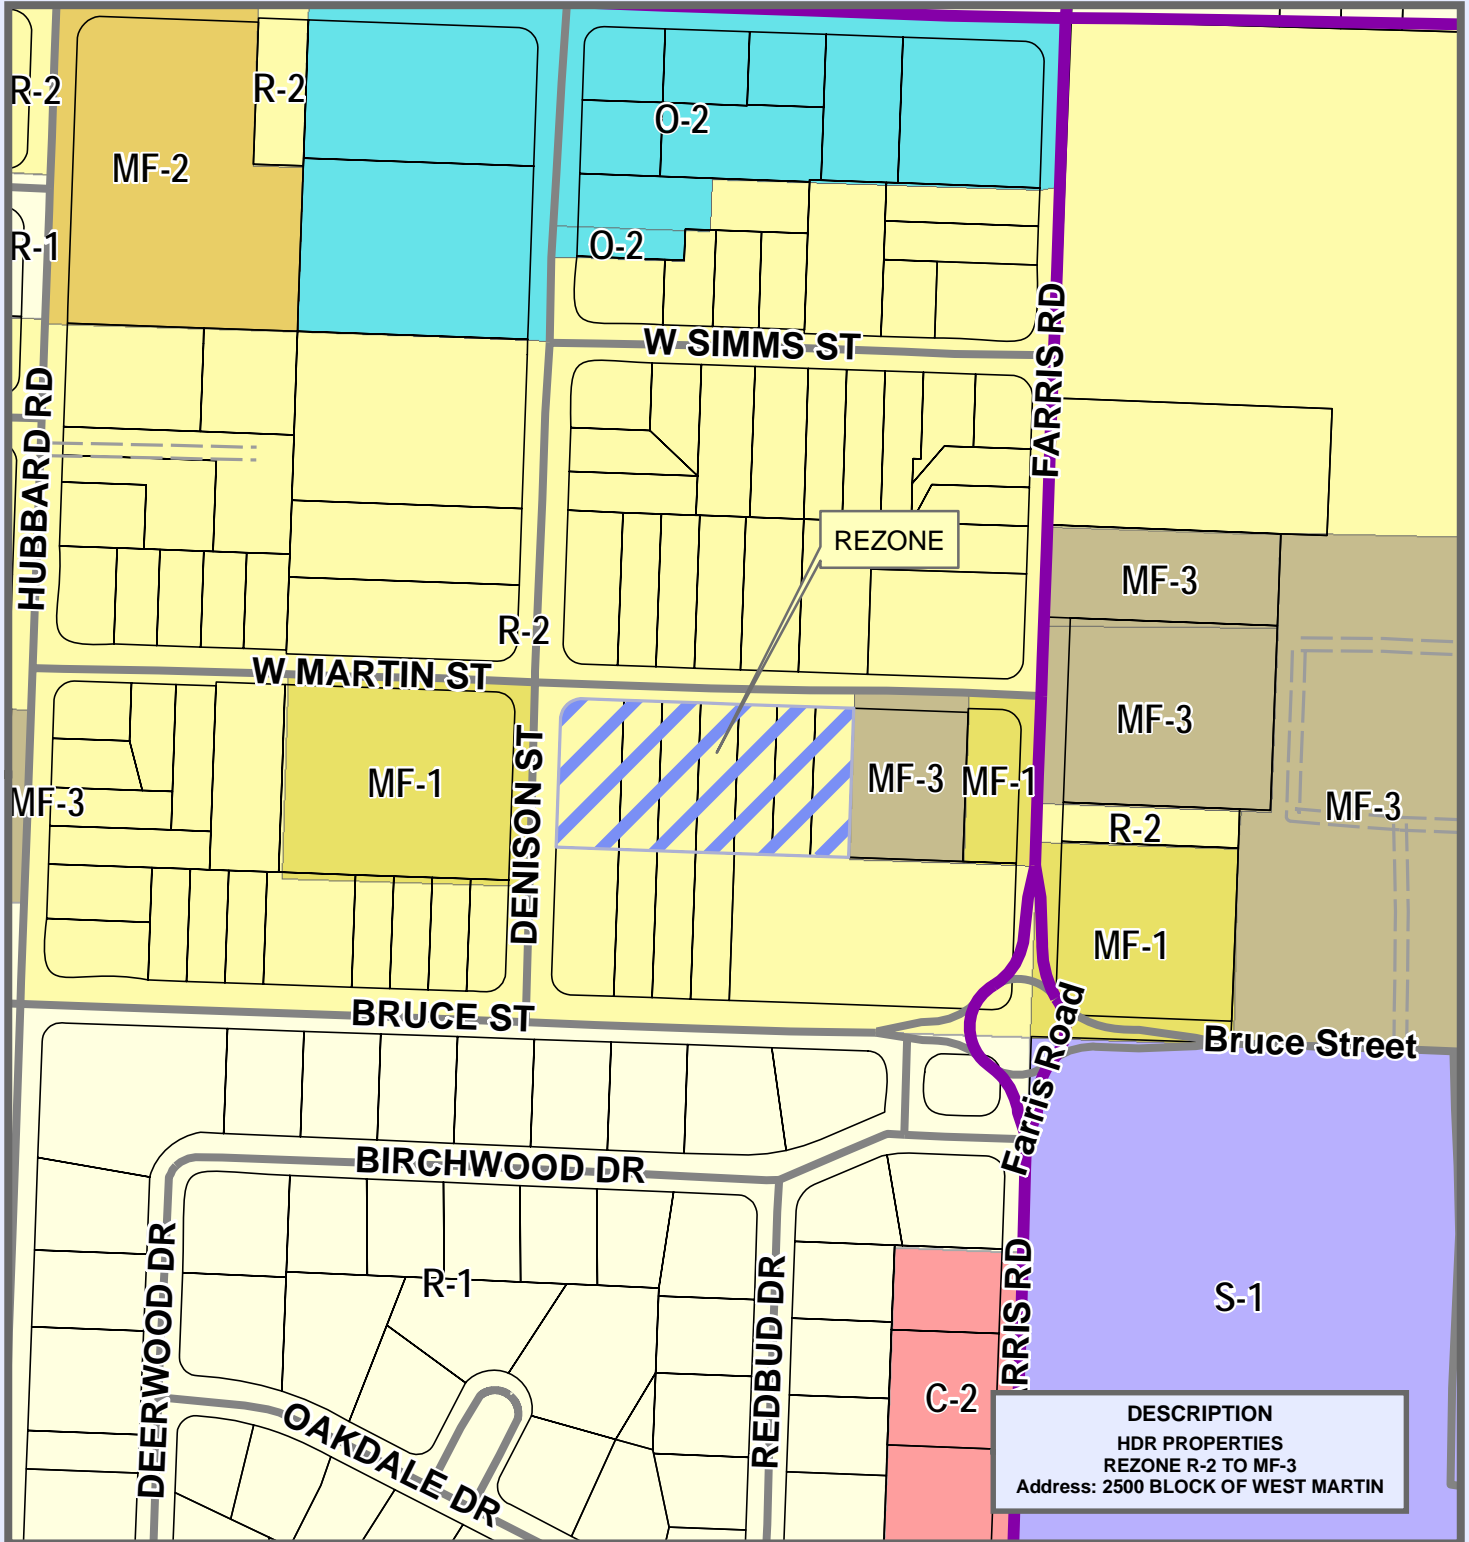 R-2
R-2
O-2
MF-2
R-1
O-2
W SIMMS ST
FARRIS RD
HUBBARD RD
REZONE
MF-3
R-2
W MARTIN ST
MF-3
MF-1
DENISON ST
MF-3
MF-1
MF-3
MF-3
R-2
MF-1
BRUCE ST
Farris Road
Bruce Street
BIRCHWOOD DR
R-1
DEERWOOD DR
REDBUD DR
RRIS RD
S-1
C-2
OAKDALE DR
DESCRIPTION
HDR PROPERTIES
REZONE R-2 TO MF-3
Address: 2500 BLOCK OF WEST MARTIN